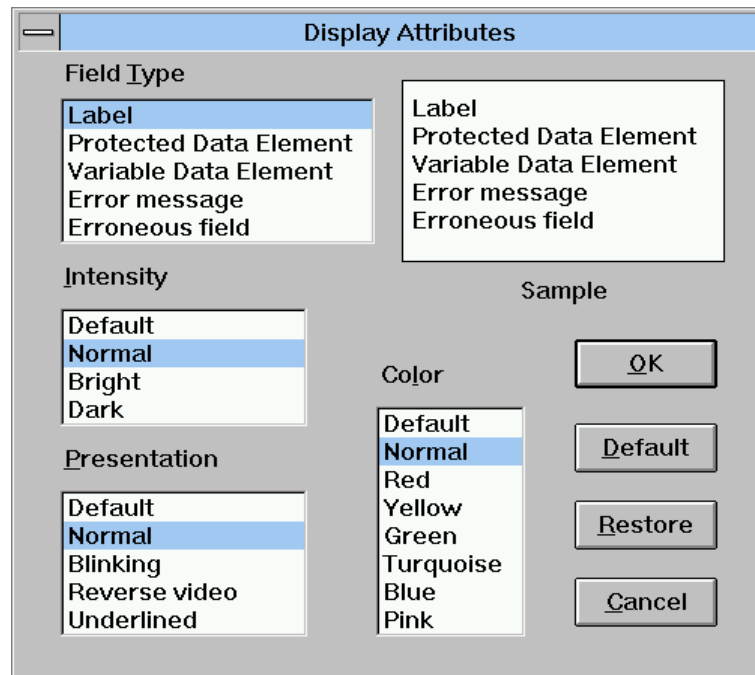 Display Attributes
Field Type
Label
Protected Data Element
Variable Data Element
Error message
Erroneous field
Label
Protected Data Element
Variable Data Element
Error message
Erroneous field
Sample
Intensity
Default
Normal
Bright
Dark
Presentation
Default
Normal
Blinking
Reverse video
Underlined
Color
Default
Normal
Red
Yellow
Green
Turquoise
Blue
Pink
OK
Default
Restore
Cancel